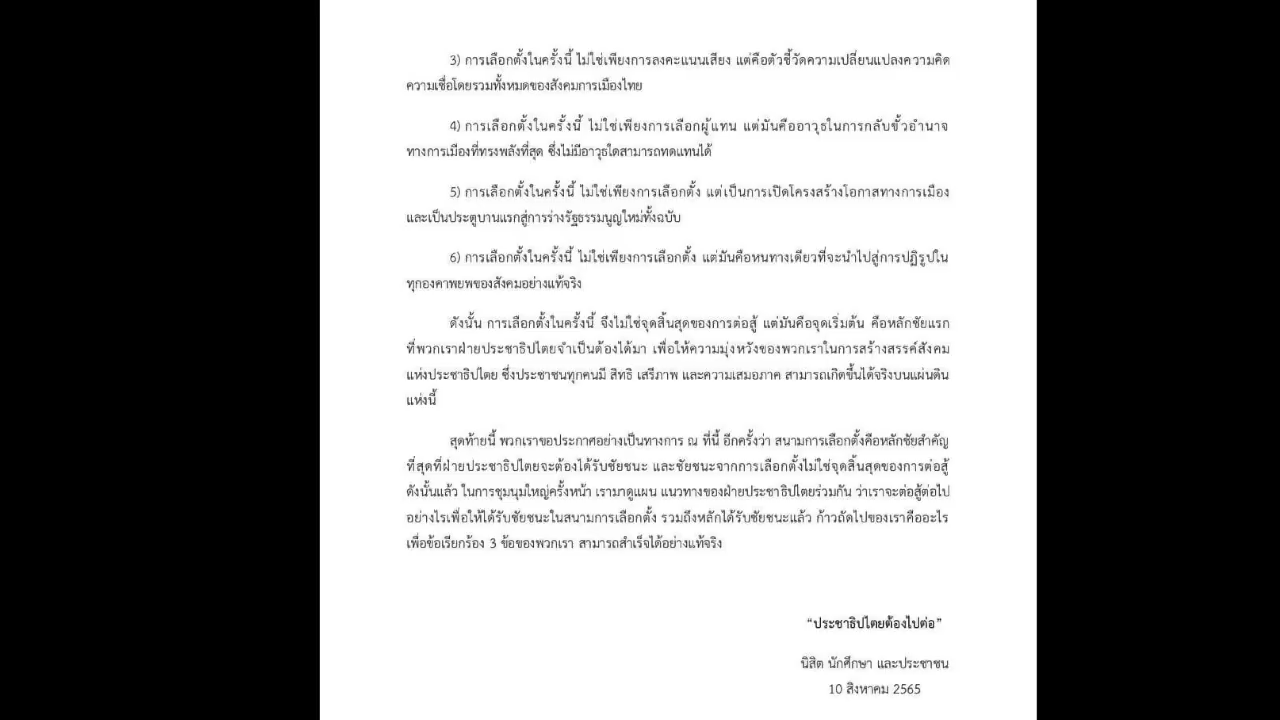 3) การเลือกตั้งในครั้งนี้ ไม่ใช่เพียงการลงคะแนนเสียง แต่คือตัวชี้วัดความเปลี่ยนแปลงความคิด
ความเชื่อโดยรวมทั้งหมดของสังคมการเมืองไทย
4) การเลือกตั้งในครั้งนี้ ไม่ใช่เพียงการเลือกผู้แทน แต่มันคืออาวุธในการกลับขั้วอำนาจ
ทางการเมืองที่ทรงพลังที่สุด ซึ่งไม่มีอาวุธใดสามารถทดแทนได้
5) การเลือกตั้งในครั้งนี้ ไม่ใช่เพียงการเลือกตั้ง แต่เป็นการเปิดโครงสร้างโอกาสทางการเมือง
และเป็นประตูบานแรกสู่การร่างรัฐธรรมนูญใหม่ทั้งฉบับ
6) การเลือกตั้งในครั้งนี้ ไม่ใช่เพียงการเลือกตั้ง แต่มันคือหนทางเดียวที่จะนำไปสู่การปฏิรูปใน
ทุกองคาพยพของสังคมอย่างแท้จริง
ดังนั้น การเลือกตั้งในครั้งนี้ จึงไม่ใช่จุดสิ้นสุดของการต่อสู้ แต่มันคือจุดเริ่มต้น คือหลักชัยแรก
ที่พวกเราฝ่ายประชาธิปไตยจำเป็นต้องได้มา เพื่อให้ความมุ่งหวังของพวกเราในการสร้างสรรค์สังคม
แห่งประชาธิปไตย ซึ่งประชาชนทุกคนมี สิทธิ เสรีภาพ และความเสมอภาค สามารถเกิดขึ้นได้จริงบนแผ่นดิน
แห่งนี้
สุดท้ายนี้ พวกเราขอประกาศอย่างเป็นทางการ ณ ที่นี้ อีกครั้งว่า สนามการเลือกตั้งคือหลักชัยสำคัญ
ที่สุดที่ฝ่ายประชาธิปไตยจะต้องได้รับชัยชนะ และชัยชนะจากการเลือกตั้งไม่ใช่จุดสิ้นสุดของการต่อสู้
ดังนั้นแล้ว ในการชุมนุมใหญ่ครั้งหน้า เรามาดูแผน แนวทางของฝ่ายประชาธิปไตยร่วมกัน ว่าเราจะต่อสู้ต่อไป
อย่างไรเพื่อให้ได้รับชัยชนะในสนามการเลือกตั้ง รวมถึงหลักได้รับชัยชนะแล้ว ก้าวถัดไปของเราคืออะไร
เพื่อข้อเรียกร้อง 3 ข้อของพวกเรา สามารถสำเร็จได้อย่างแท้จริง
“ประชาธิปไตยต้องไปต่อ”
นิสิต นักศึกษา และประชาชน
10 สิงหาคม 2565